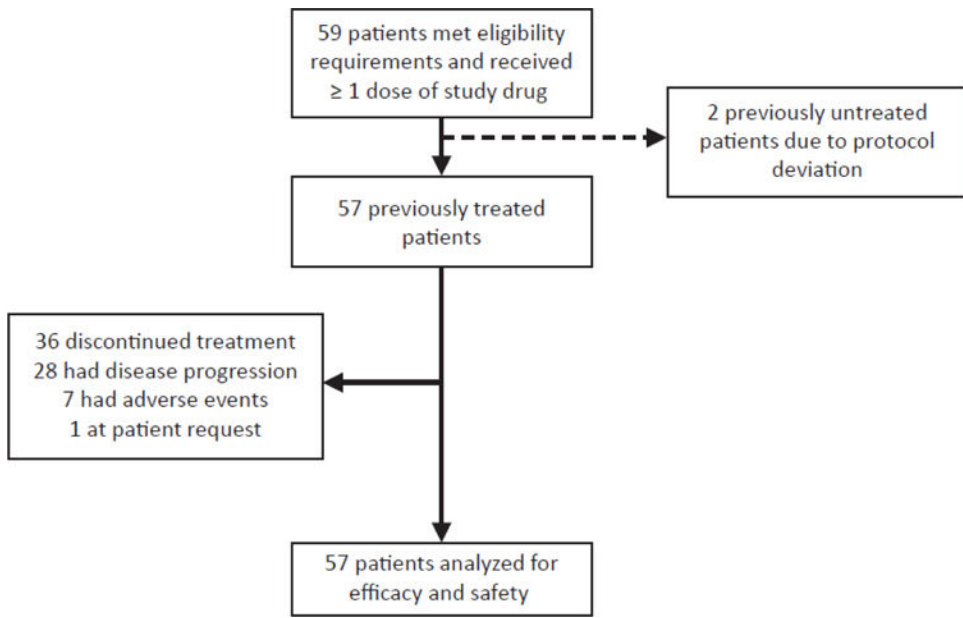 59 patients met eligibility
requirements and received
≥ 1 dose of study drug
2 previously untreated
patients due to protocol
deviation
57 previously treated
patients
36 discontinued treatment
28 had disease progression
7 had adverse events
1 at patient request
57 patients analyzed for
efficacy and safety